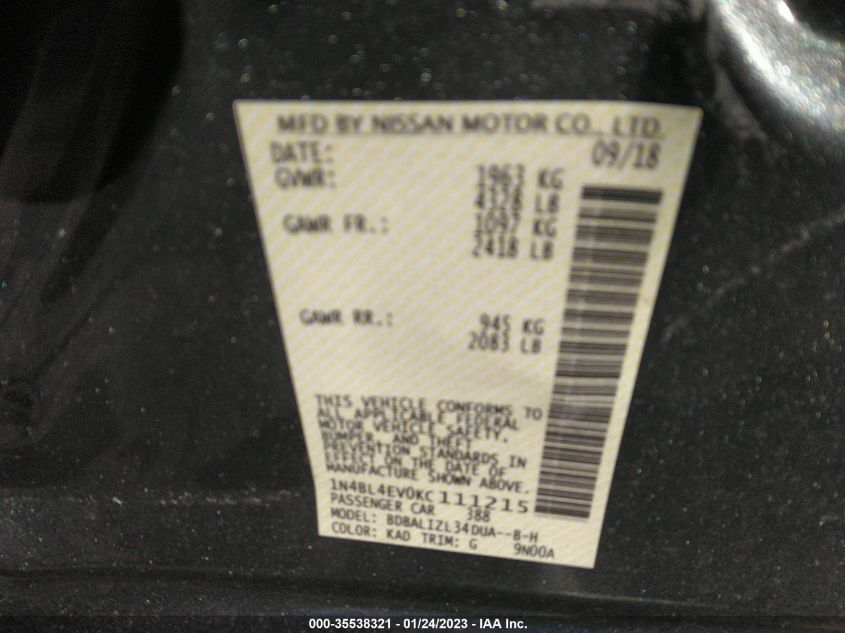 MFD BY NISSAN MOTOR CO., LTD.
DATE: 09/18
GVWR: 1963 KG
4328 LB
GAWR FR.: 1097 KG
2418 LB
GAWR RR.: 945 KG
2083 LB
THIS VEHICLE CONFORMS TO
ALL APPLICABLE FEDERAL
MOTOR VEHICLE SAFETY,
BUMPER, AND THEFT
PREVENTION STANDARDS IN
EFFECT ON THE DATE OF
MANUFACTURE SHOWN ABOVE.
1N4BL4EV0KC111215
PASSENGER CAR 388
MODEL: BDBALIZL34DUA--B-H
COLOR: KAD TRIM: G 9N00A
000-35538321 - 01/24/2023 - IAA Inc.